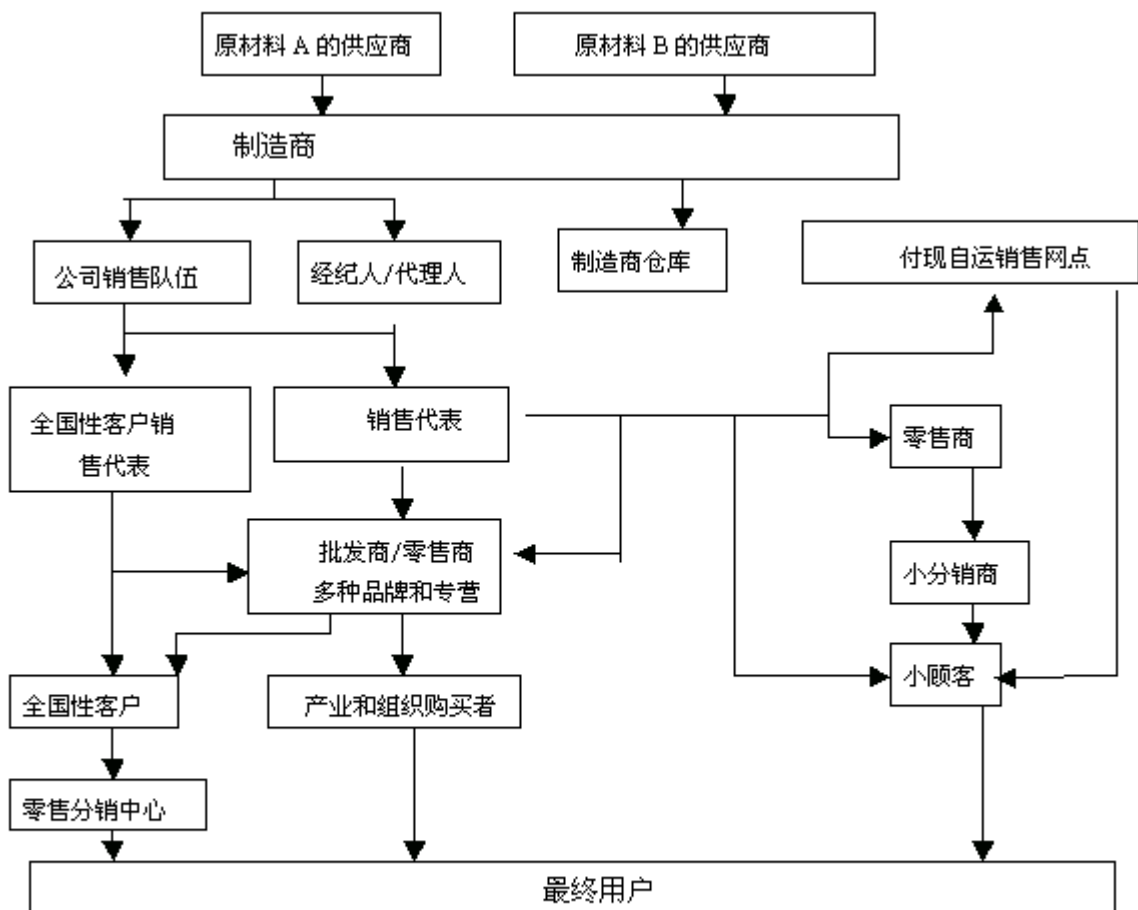 原材料 A 的供应商
原材料 B 的供应商
制造商
公司销售队伍
经纪人/代理人
制造商仓库
付现自运销售网点
全国性客户销
售代表
销售代表
零售商
批发商/零售商
多种品牌和专营
小分销商
全国性客户
产业和组织购买者
小顾客
零售分销中心
最终用户